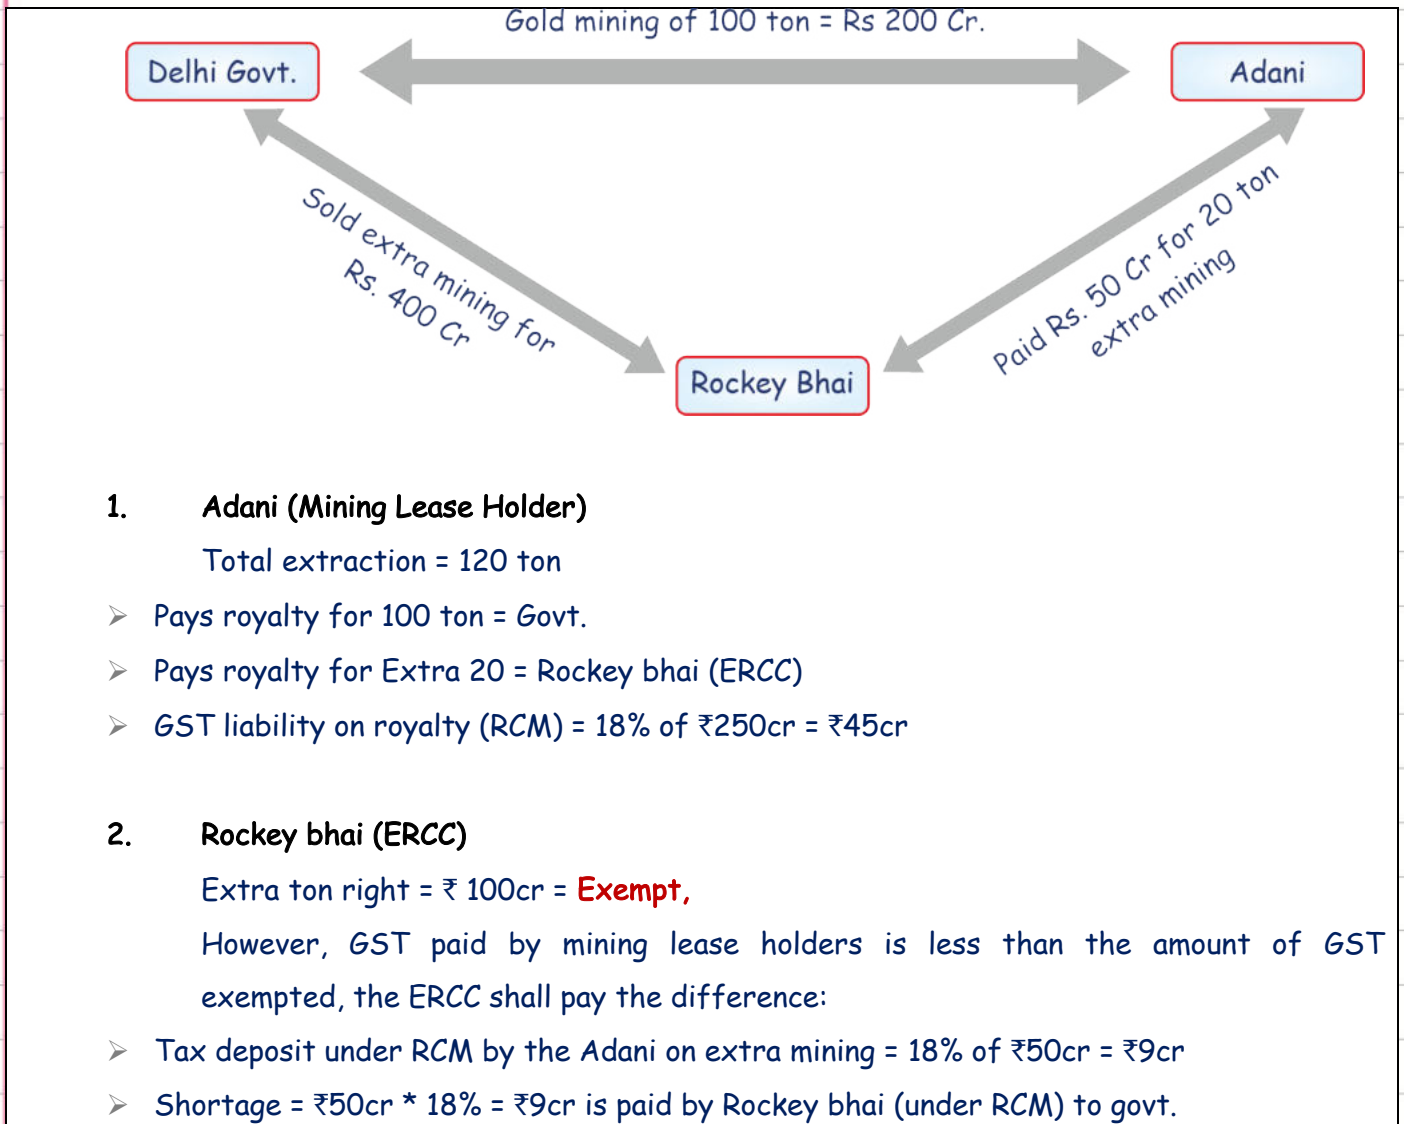 Gold mining of 100 ton = Rs 200 Cr.
Delhi Govt.
Adani
Sold extra mining for
Rs. 400 Cr
Paid Rs. 50 Cr for 20 ton
extra mining
Rockey Bhai
1. Adani (Mining Lease Holder)
Total extraction = 120 ton
➢ Pays royalty for 100 ton = Govt.
➢ Pays royalty for Extra 20 = Rockey bhai (ERCC)
➢ GST liability on royalty (RCM) = 18% of ₹250cr = ₹45cr
2. Rockey bhai (ERCC)
Extra ton right = ₹ 100cr = Exempt,
However, GST paid by mining lease holders is less than the amount of GST
exempted, the ERCC shall pay the difference:
➢ Tax deposit under RCM by the Adani on extra mining = 18% of ₹50cr = ₹9cr
➢ Shortage = ₹50cr * 18% = ₹9cr is paid by Rockey bhai (under RCM) to govt.